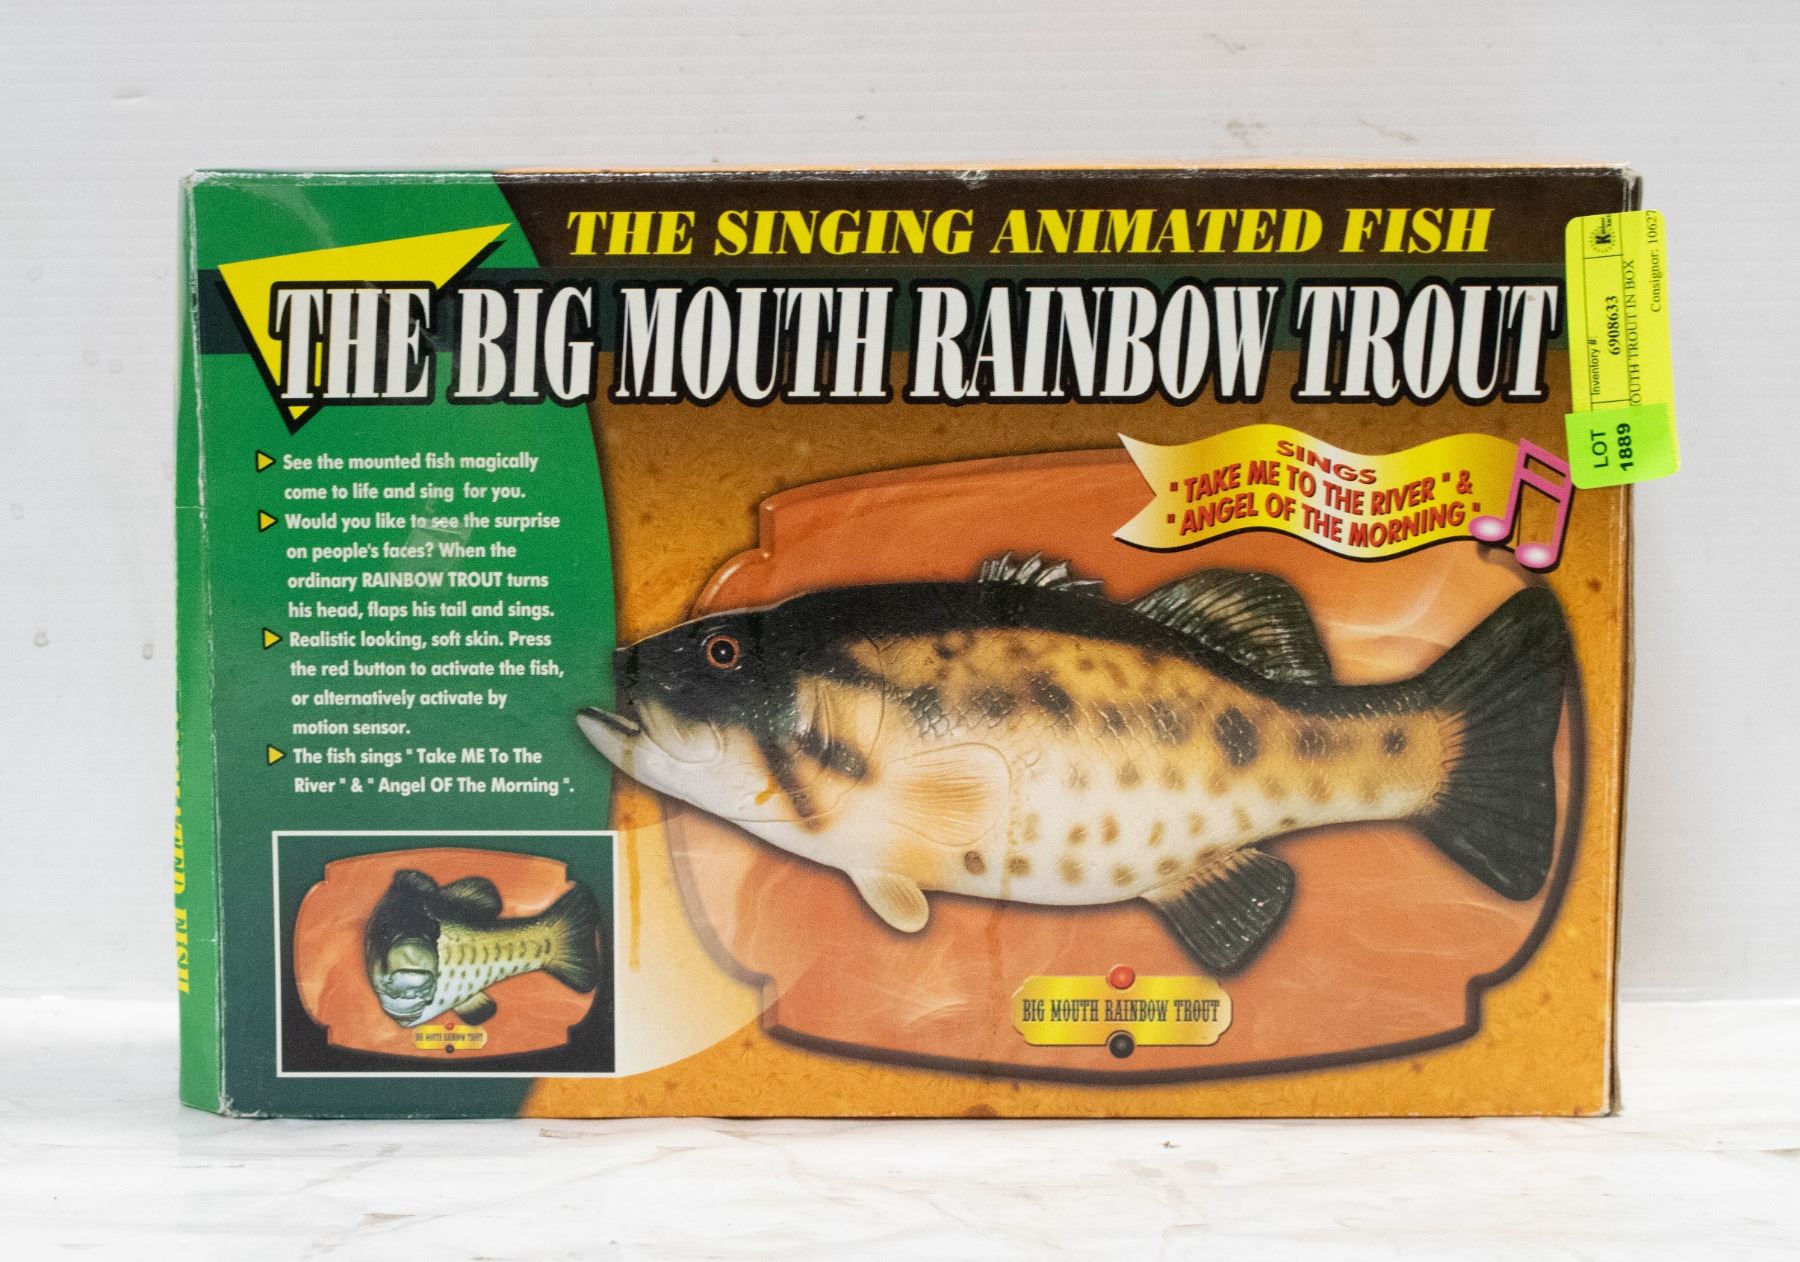 THE SINGING ANIMATED FISH
THE BIG MOUTH RAINBOW TROUT
See the mounted fish magically
come to life and sing for you.
Would you like to see the surprise
on people's faces? When the
ordinary RAINBOW TROUT turns
his head, flaps his tail and sings.
Realistic looking, soft skin. Press
the red button to activate the fish,
or alternatively activate by
motion sensor.
The fish sings " Take ME To The
River " & " Angel OF The Morning ".
SINGS
" TAKE ME TO THE RIVER " &
" ANGEL OF THE MORNING "
BIG MOUTH RAINBOW TROUT
BIG MOUTH RAINBOW TROUT
Inventory #:
6908633
OUTH TROUT IN BOX
Consignor: 10627
LOT
1889
FISH